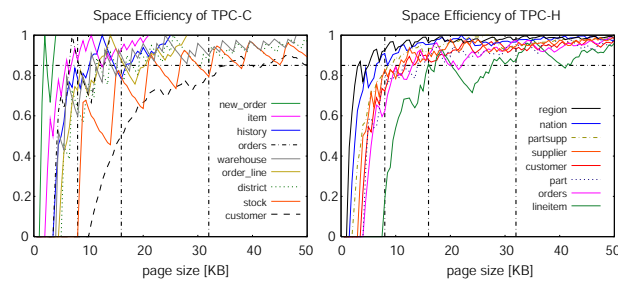 Space Efficiency of TPC-C
1
0.8
0.6
0.4
0.2
0
0 10 20 30 40 50
page size [KB]
new_order
item
history
orders
warehouse
order_line
district
stock
customer
Space Efficiency of TPC-H
1
0.8
0.6
0.4
0.2
0
0 10 20 30 40 50
page size [KB]
region
nation
partsupp
supplier
customer
part
orders
lineitem